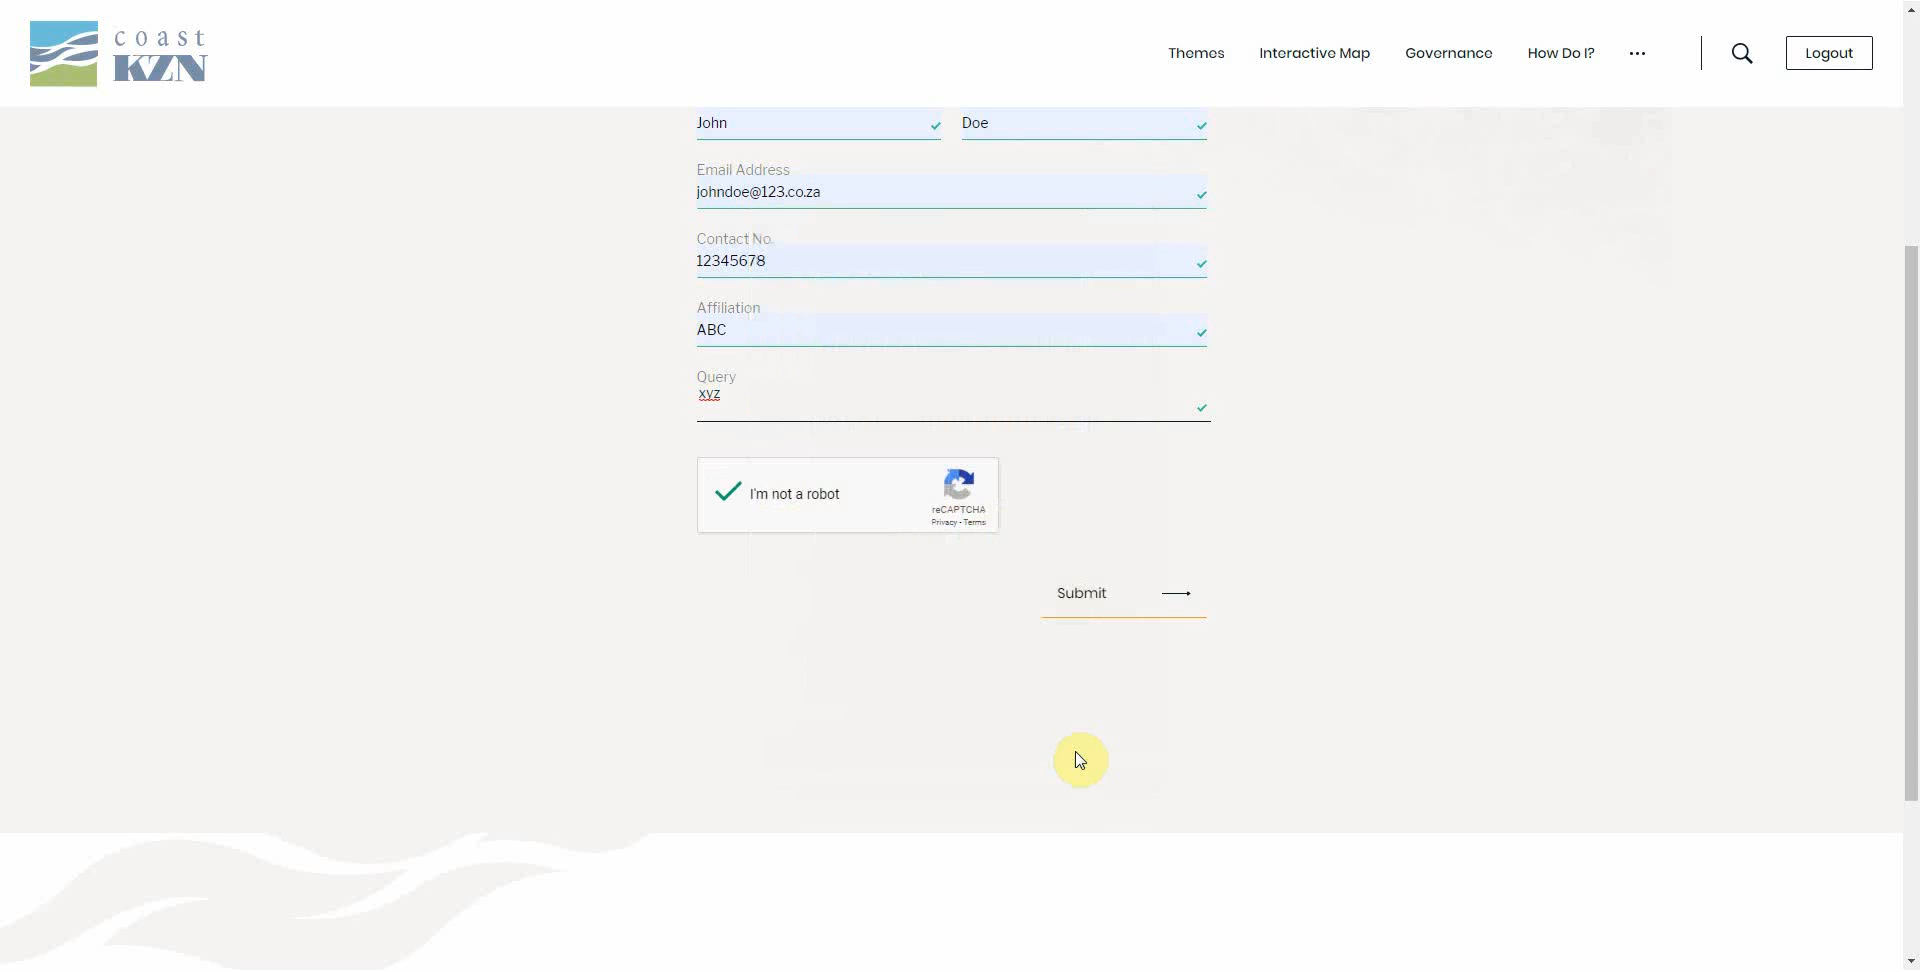 coast
KZN
Themes
Interactive Map
Governance
How Do I?
Logout
John
Doe
Email Address
johndoe@123.co.za
Contact No.
12345678
Affiliation
ABC
Query
xyz
I'm not a robot
reCAPTCHA
Privacy - Terms
Submit